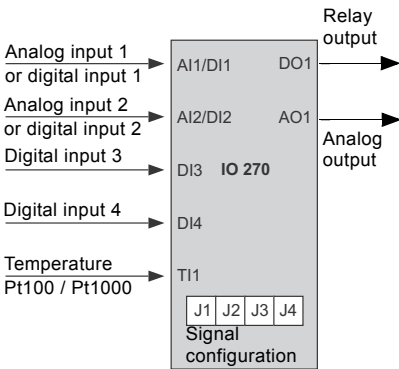 Relay
output
Analog input 1
or digital input 1
AI1/DI1
DO1
Analog input 2
or digital input 2
AI2/DI2
AO1
Analog
output
Digital input 3
DI3
IO 270
Digital input 4
DI4
Temperature
Pt100 / Pt1000
TI1
J1 J2 J3 J4
Signal
configuration